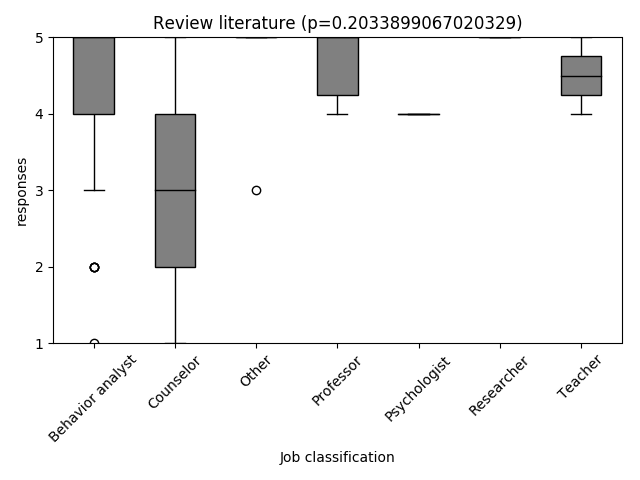 Review literature (p=0.2033899067020329)
responses
5
4
3
2
1
Behavior analyst
Counselor
Other
Professor
Psychologist
Researcher
Teacher
Job classification